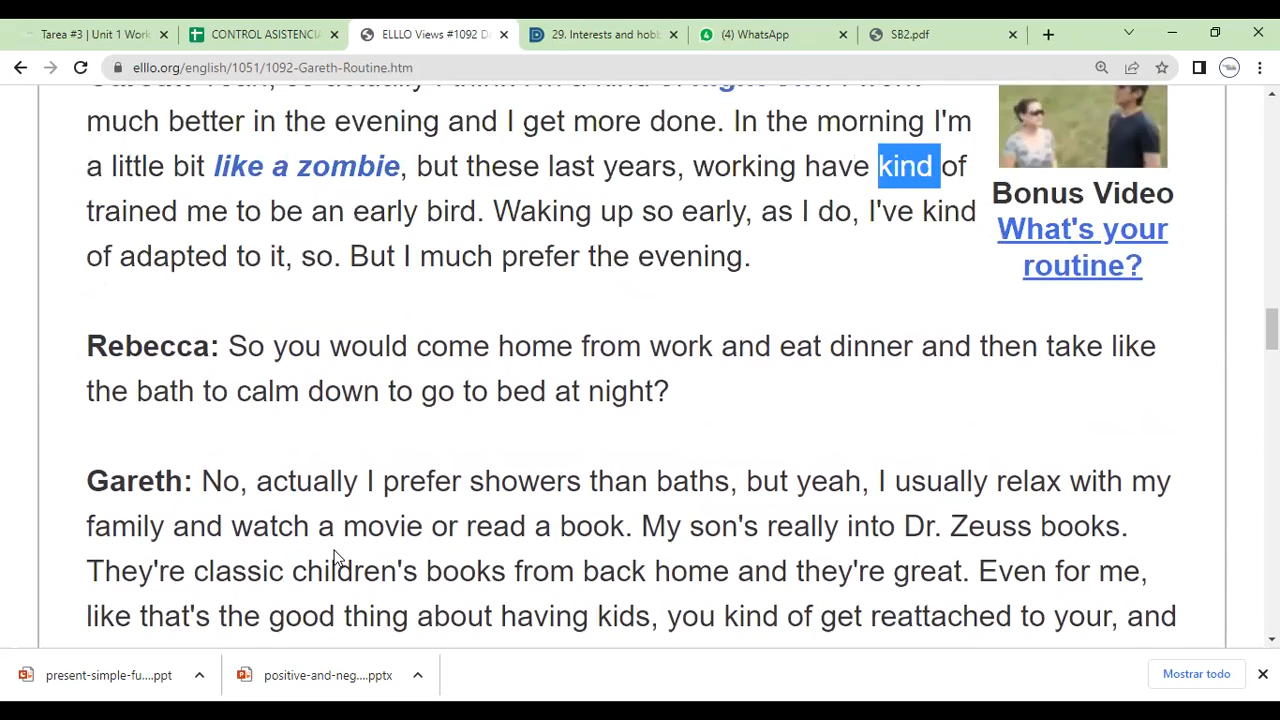 Tarea #3 | Unit 1 Work
CONTROL ASISTENCIA
ELLLO Views #1092 D
29. Interests and hobb
(4) WhatsApp
SB2.pdf
elllo.org/english/1051/1092-Gareth-Routine.htm
much better in the evening and I get more done. In the morning I'm
a little bit like a zombie, but these last years, working have kind of
trained me to be an early bird. Waking up so early, as I do, I've kind
of adapted to it, so. But I much prefer the evening.
Bonus Video
What's your
routine?
Rebecca: So you would come home from work and eat dinner and then take like
the bath to calm down to go to bed at night?
Gareth: No, actually I prefer showers than baths, but yeah, I usually relax with my
family and watch a movie or read a book. My son's really into Dr. Zeuss books.
They're classic children's books from back home and they're great. Even for me,
like that's the good thing about having kids, you kind of get reattached to your, and
present-simple-fu....ppt
positive-and-neg....pptx
Mostrar todo